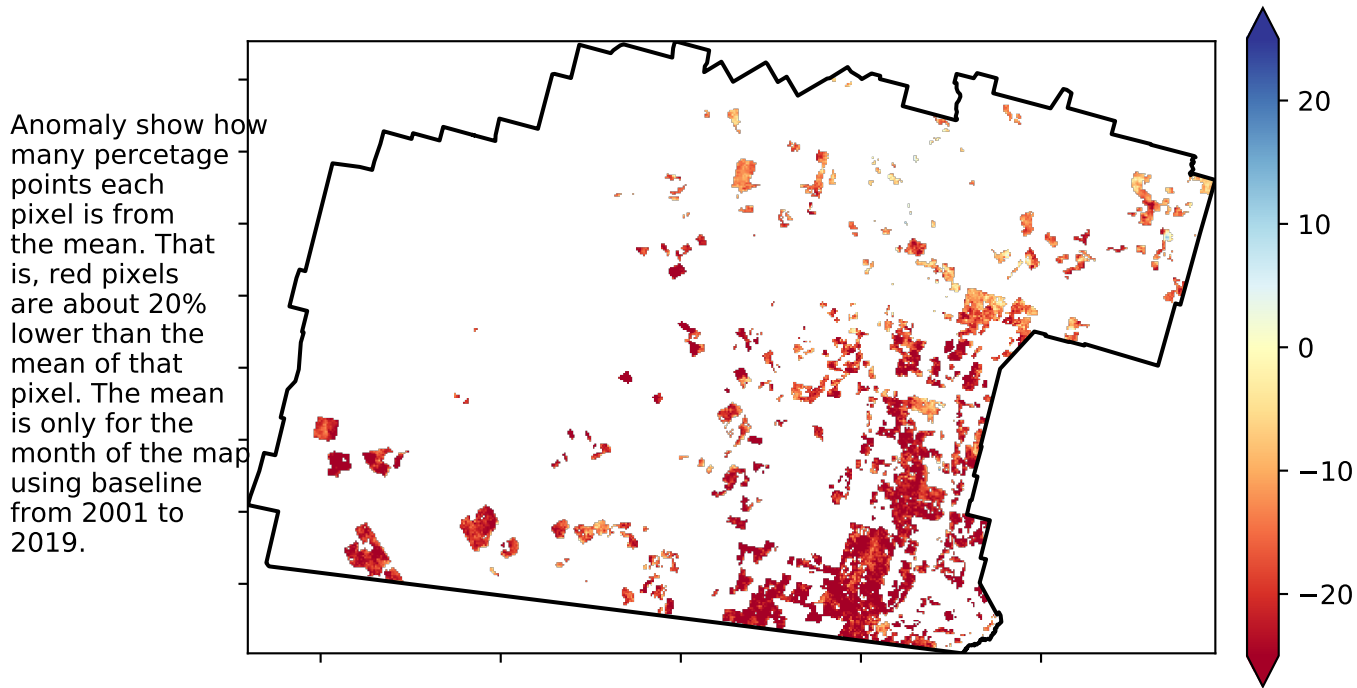 Anomaly show how
many percetage
points each
pixel is from
the mean. That
is, red pixels
are about 20%
lower than the
mean of that
pixel. The mean
is only for the
month of the map
using baseline
from 2001 to
2019.
20
10
0
−10
−20